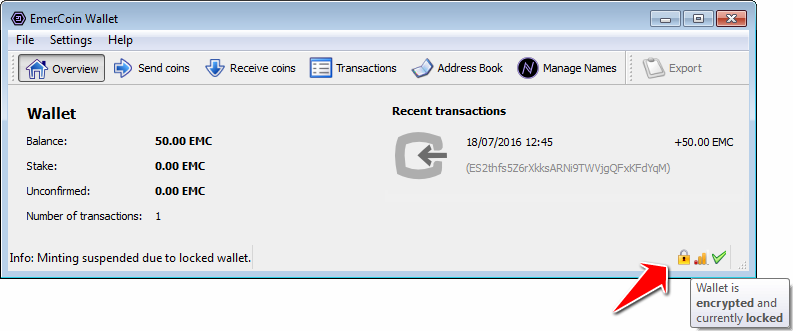 EmerCoin Wallet
File Settings Help
Overview Send coins Receive coins Transactions Address Book Manage Names Export
Wallet
Recent transactions
Balance: 50.00 EMC
18/07/2016 12:45 +50.00 EMC
Stake: 0.00 EMC
(ES2thfs5Z6rXkksARNi9TWVjgQFxKFdYqM)
Unconfirmed: 0.00 EMC
Number of transactions: 1
Info: Minting suspended due to locked wallet.
Wallet is
encrypted and
currently locked